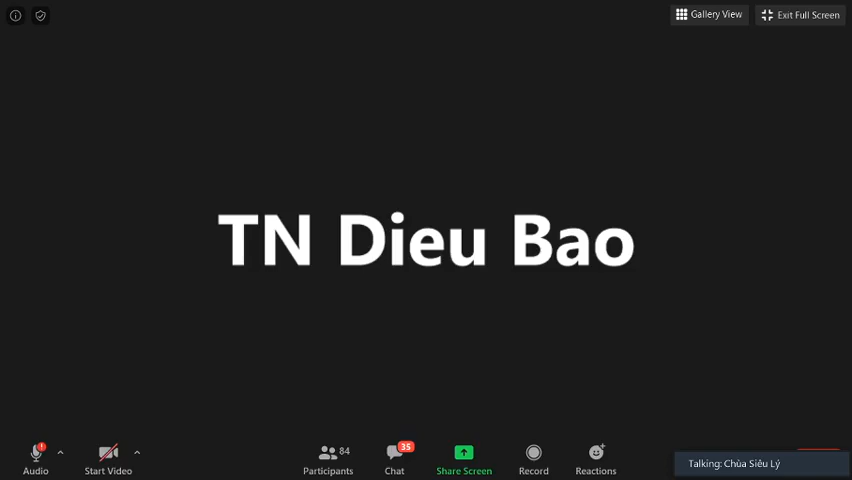 Gallery View
Exit Full Screen
TN Dieu Bao
84
35
Audio
Start Video
Participants
Chat
Share Screen
Record
Reactions
Talking: Chùa Siêu Lý